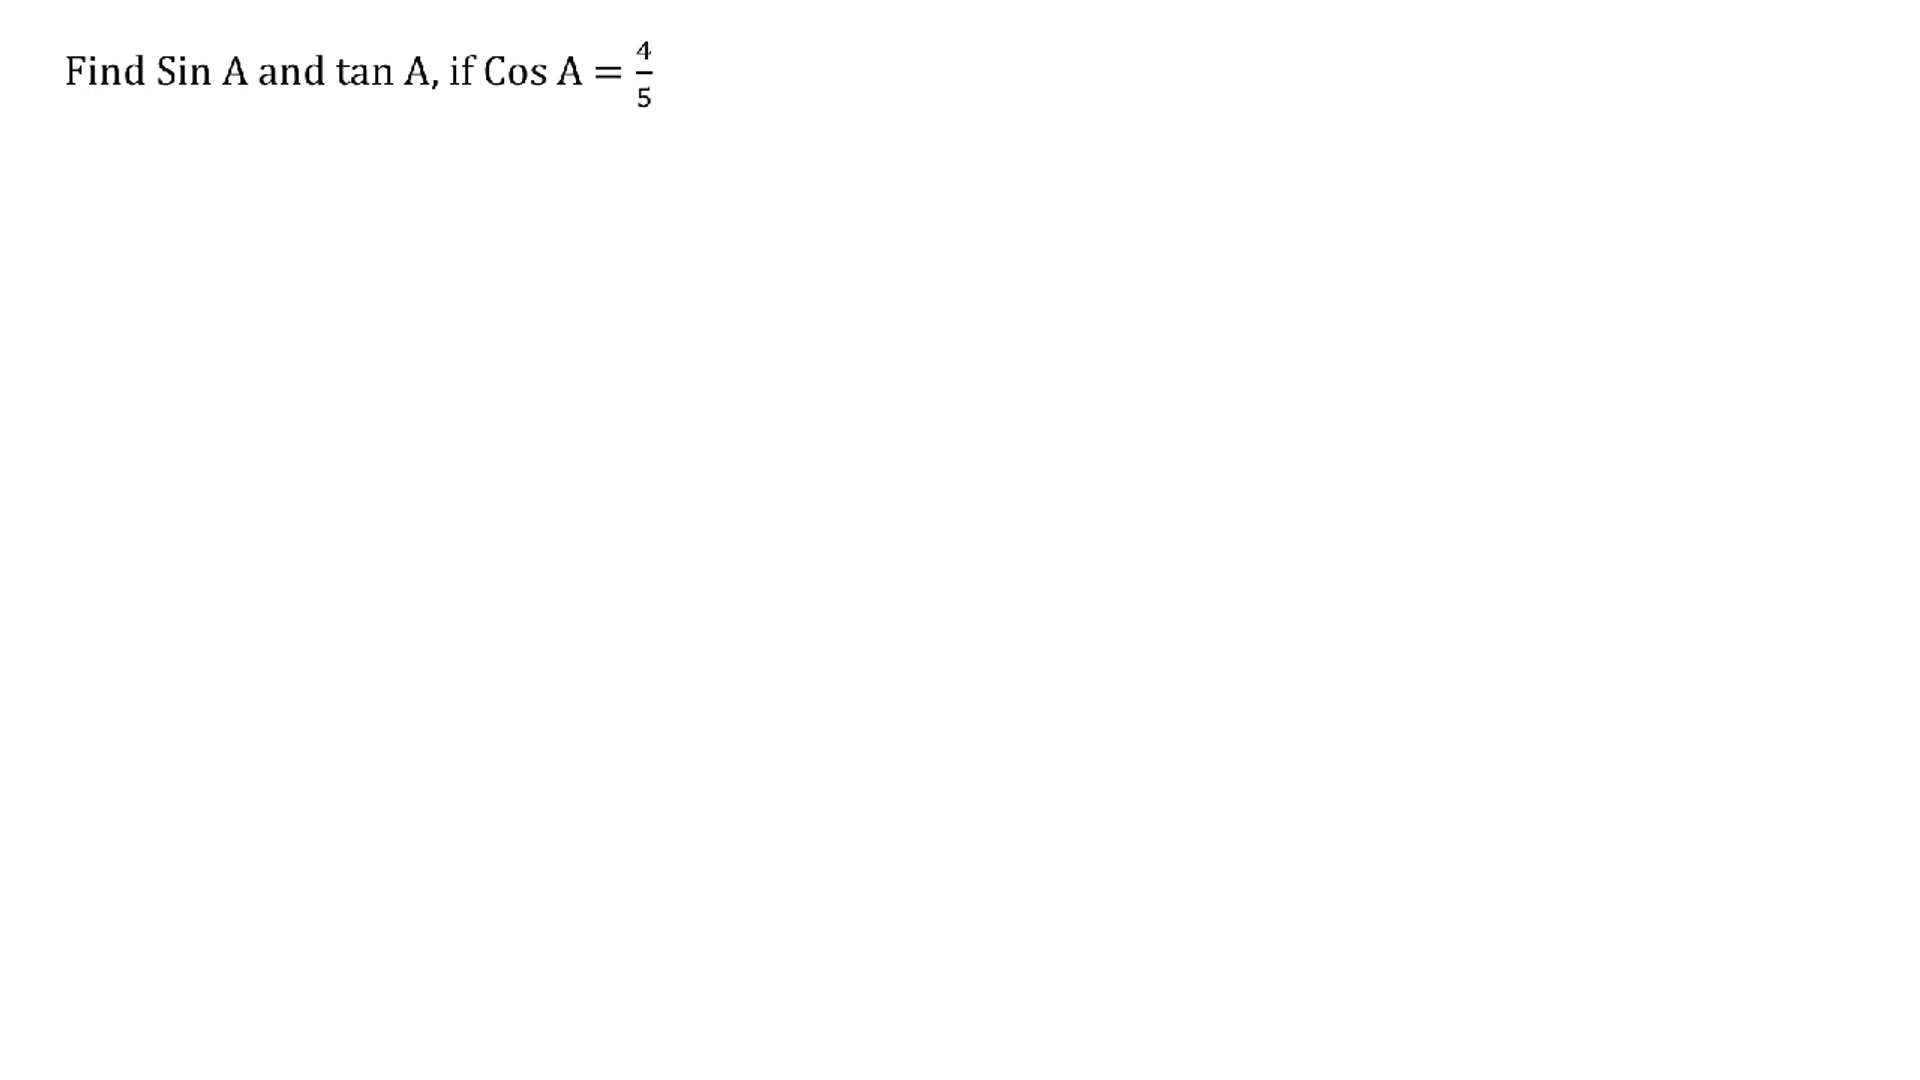 Find Sin A and tan A, if Cos A = 4/5